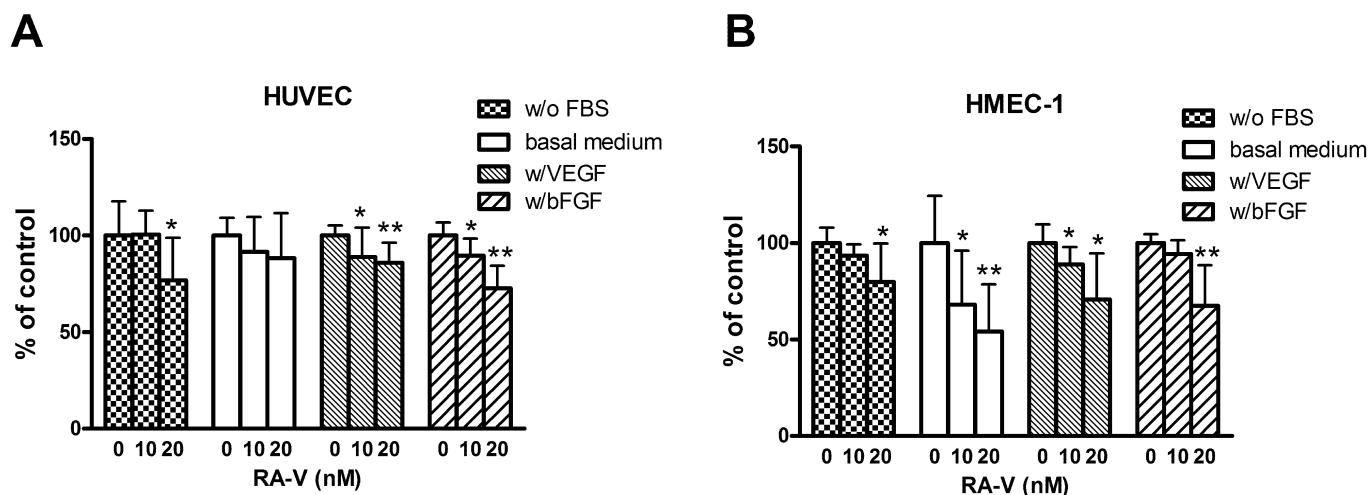 A
HUVEC
w/o FBS
basal medium
w/VEGF
w/bFGF
150
100
50
0
% of control
*
*
**
*
**
0 10 20 0 10 20 0 10 20 0 10 20
RA-V (nM)
B
HMEC-1
w/o FBS
basal medium
w/VEGF
w/bFGF
150
100
50
0
% of control
*
*
**
*
*
**
0 10 20 0 10 20 0 10 20 0 10 20
RA-V (nM)